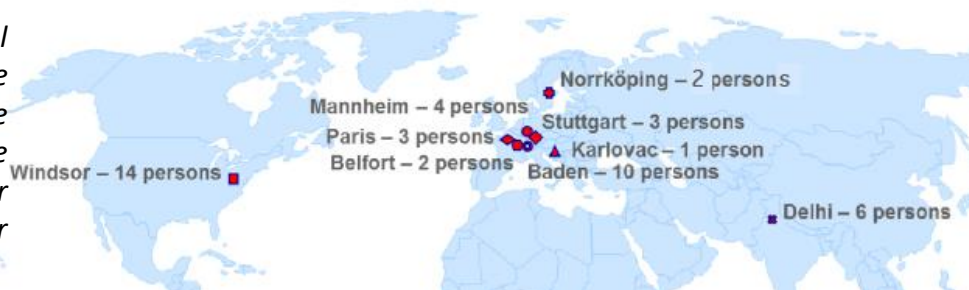 l
e
e
e
r
r
Norrköping – 2 persons
Mannheim – 4 persons
Stuttgart – 3 persons
Paris – 3 persons
Karlovac – 1 person
Belfort – 2 persons
Baden – 10 persons
Windsor – 14 persons
Delhi – 6 persons